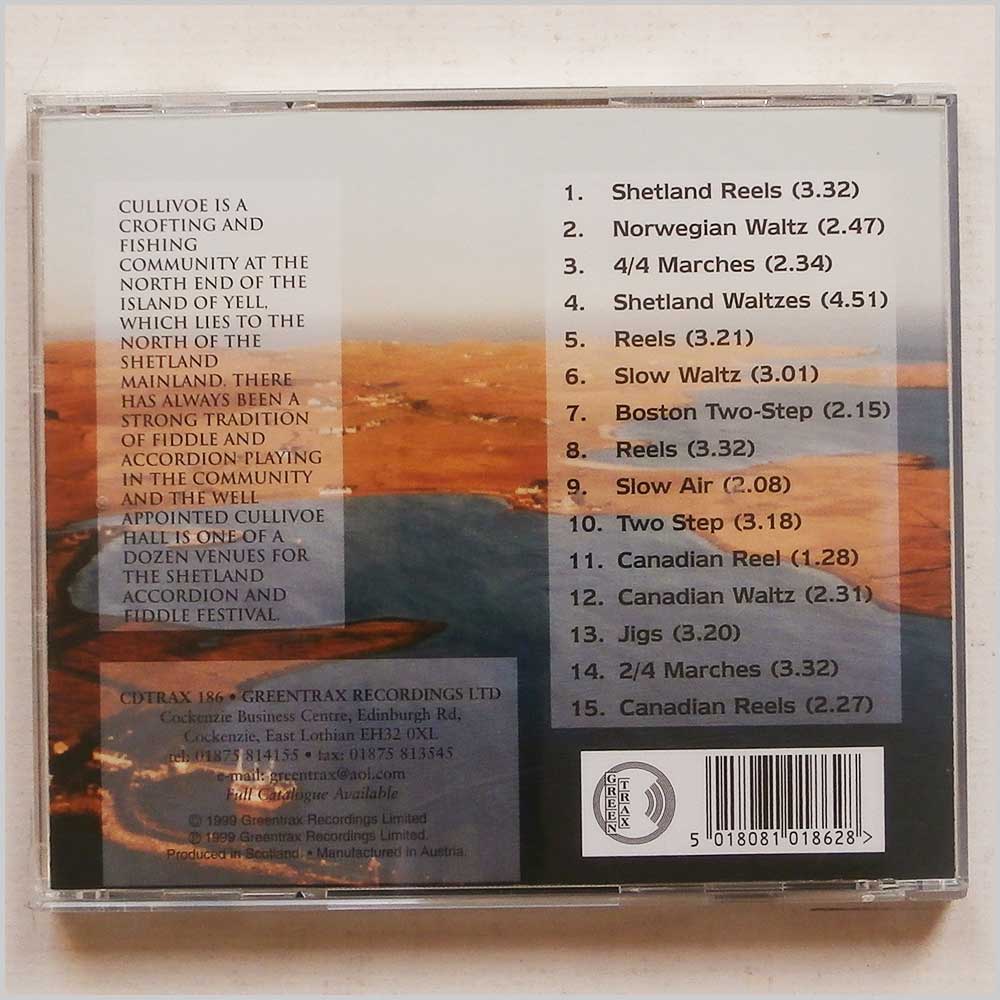 CULLIVOE IS A
CROFTING AND
FISHING
COMMUNITY AT THE
NORTH END OF THE
ISLAND OF YELL,
WHICH LIES TO THE
NORTH OF THE
SHETLAND
MAINLAND. THERE
HAS ALWAYS BEEN A
STRONG TRADITION
OF FIDDLE AND
ACCORDION PLAYING
IN THE COMMUNITY
AND THE WELL
APPOINTED CULLIVOE
HALL IS ONE OF A
DOZEN VENUES FOR
THE SHETLAND
ACCORDION AND
FIDDLE FESTIVAL.
1. Shetland Reels (3.32)
2. Norwegian Waltz (2.47)
3. 4/4 Marches (2.34)
4. Shetland Waltzes (4.51)
5. Reels (3.21)
6. Slow Waltz (3.01)
7. Boston Two-Step (2.15)
8. Reels (3.32)
9. Slow Air (2.08)
10. Two Step (3.18)
11. Canadian Reel (1.28)
12. Canadian Waltz (2.31)
13. Jigs (3.20)
14. 2/4 Marches (3.32)
15. Canadian Reels (2.27)
CDTRAX 186 • GREENTRAX RECORDINGS LTD
Cockenzie Business Centre, Edinburgh Rd,
Cockenzie, East Lothian EH32 0XL
tel: 01875 814155 • fax: 01875 813545
e-mail: greentrax@aol.com
Full Catalogue Available
© 1999 Greentrax Recordings Limited
℗ 1999 Greentrax Recordings Limited.
Produced in Scotland. • Manufactured in Austria.
GREEN TRAX
5 018081 018628 >